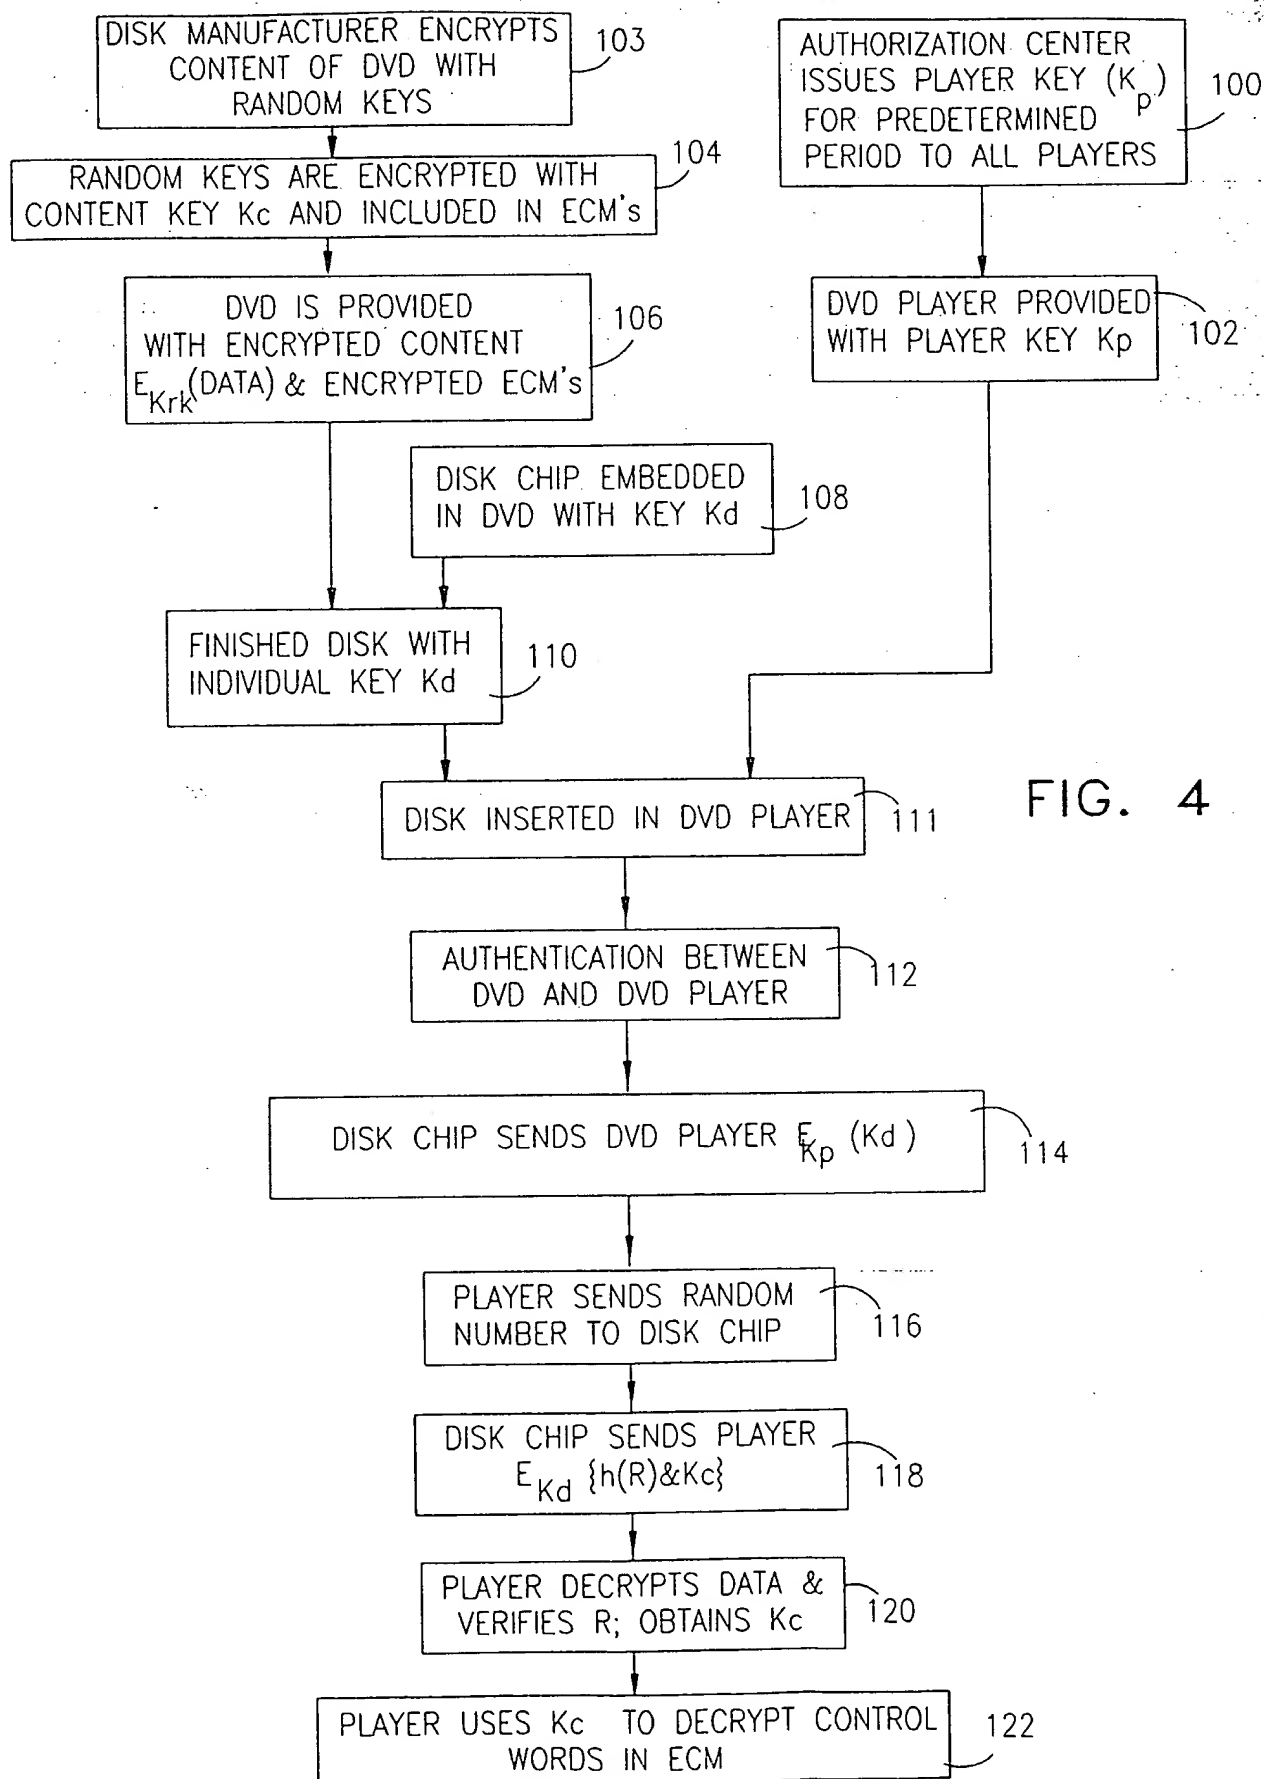 DISK MANUFACTURER ENCRYPTS
CONTENT OF DVD WITH
RANDOM KEYS
103
AUTHORIZATION CENTER
ISSUES PLAYER KEY (Kp)
FOR PREDETERMINED
PERIOD TO ALL PLAYERS
100
RANDOM KEYS ARE ENCRYPTED WITH
CONTENT KEY Kc AND INCLUDED IN ECM's
104
DVD IS PROVIDED
WITH ENCRYPTED CONTENT
EKrk(DATA) & ENCRYPTED ECM's
106
DVD PLAYER PROVIDED
WITH PLAYER KEY Kp
102
DISK CHIP EMBEDDED
IN DVD WITH KEY Kd
108
FINISHED DISK WITH
INDIVIDUAL KEY Kd
110
DISK INSERTED IN DVD PLAYER
111
FIG. 4
AUTHENTICATION BETWEEN
DVD AND DVD PLAYER
112
DISK CHIP SENDS DVD PLAYER EKp (Kd)
114
PLAYER SENDS RANDOM
NUMBER TO DISK CHIP
116
DISK CHIP SENDS PLAYER
EKd {h(R)&Kc}
118
PLAYER DECRYPTS DATA &
VERIFIES R; OBTAINS Kc
120
PLAYER USES Kc TO DECRYPT CONTROL
WORDS IN ECM
122